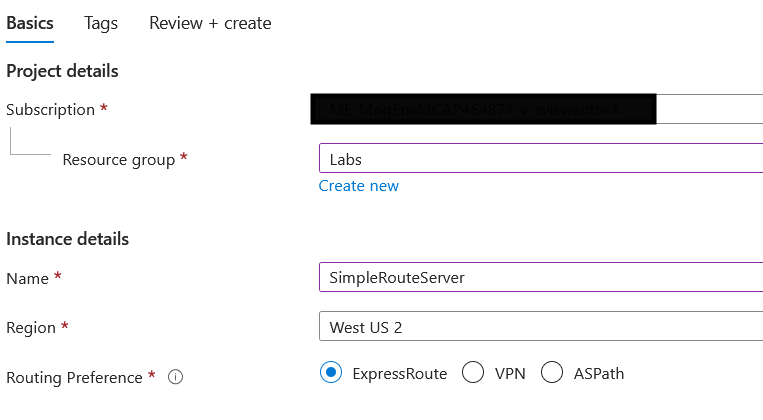 Basics Tags Review + create
Project details
Subscription *
Resource group * Labs
Create new
Instance details
Name * SimpleRouteServer
Region * West US 2
Routing Preference * ExpressRoute VPN ASPath